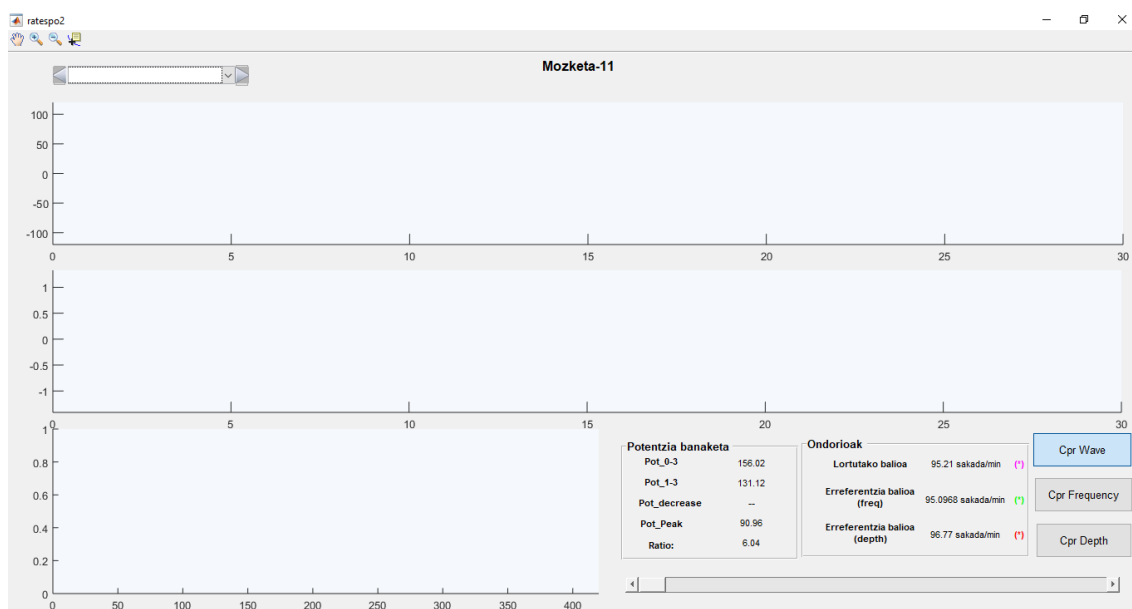 ratespo2
Mozketa-11
100
50
0
-50
-100
0 5 10 15 20 25 30
1
0.5
0
-0.5
-1
0 5 10 15 20 25 30
1
0.8
0.6
0.4
0.2
0
0 50 100 150 200 250 300 350 400
Potentzia banaketa
Pot_0-3 156.02
Pot_1-3 131.12
Pot_decrease --
Pot_Peak 90.96
Ratio: 6.04
Ondorioak
Lortutako balioa 95.21 sakada/min (*)
Erreferentzia balioa
(freq) 95.0968 sakada/min (*)
Erreferentzia balioa
(depth) 96.77 sakada/min (*)
Cpr Wave
Cpr Frequency
Cpr Depth